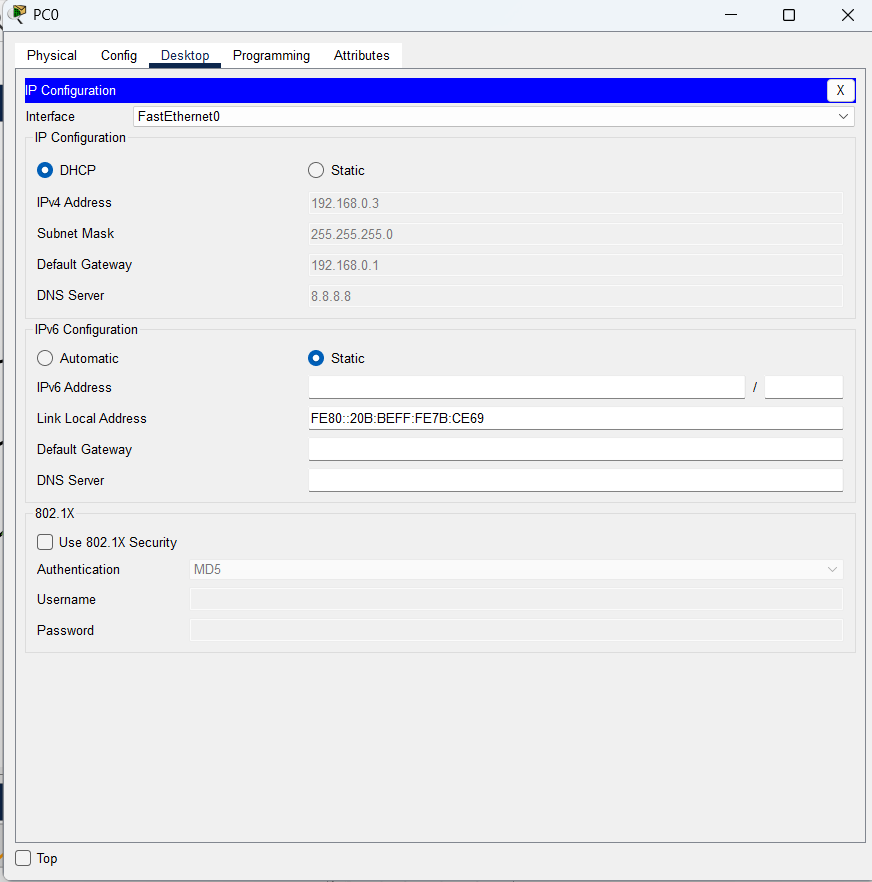 PC0
Physical Config Desktop Programming Attributes
IP Configuration
X
Interface FastEthernet0
IP Configuration
DHCP Static
IPv4 Address 192.168.0.3
Subnet Mask 255.255.255.0
Default Gateway 192.168.0.1
DNS Server 8.8.8.8
IPv6 Configuration
Automatic Static
IPv6 Address /
Link Local Address FE80::20B:BEFF:FE7B:CE69
Default Gateway
DNS Server
802.1X
Use 802.1X Security
Authentication MD5
Username
Password
Top